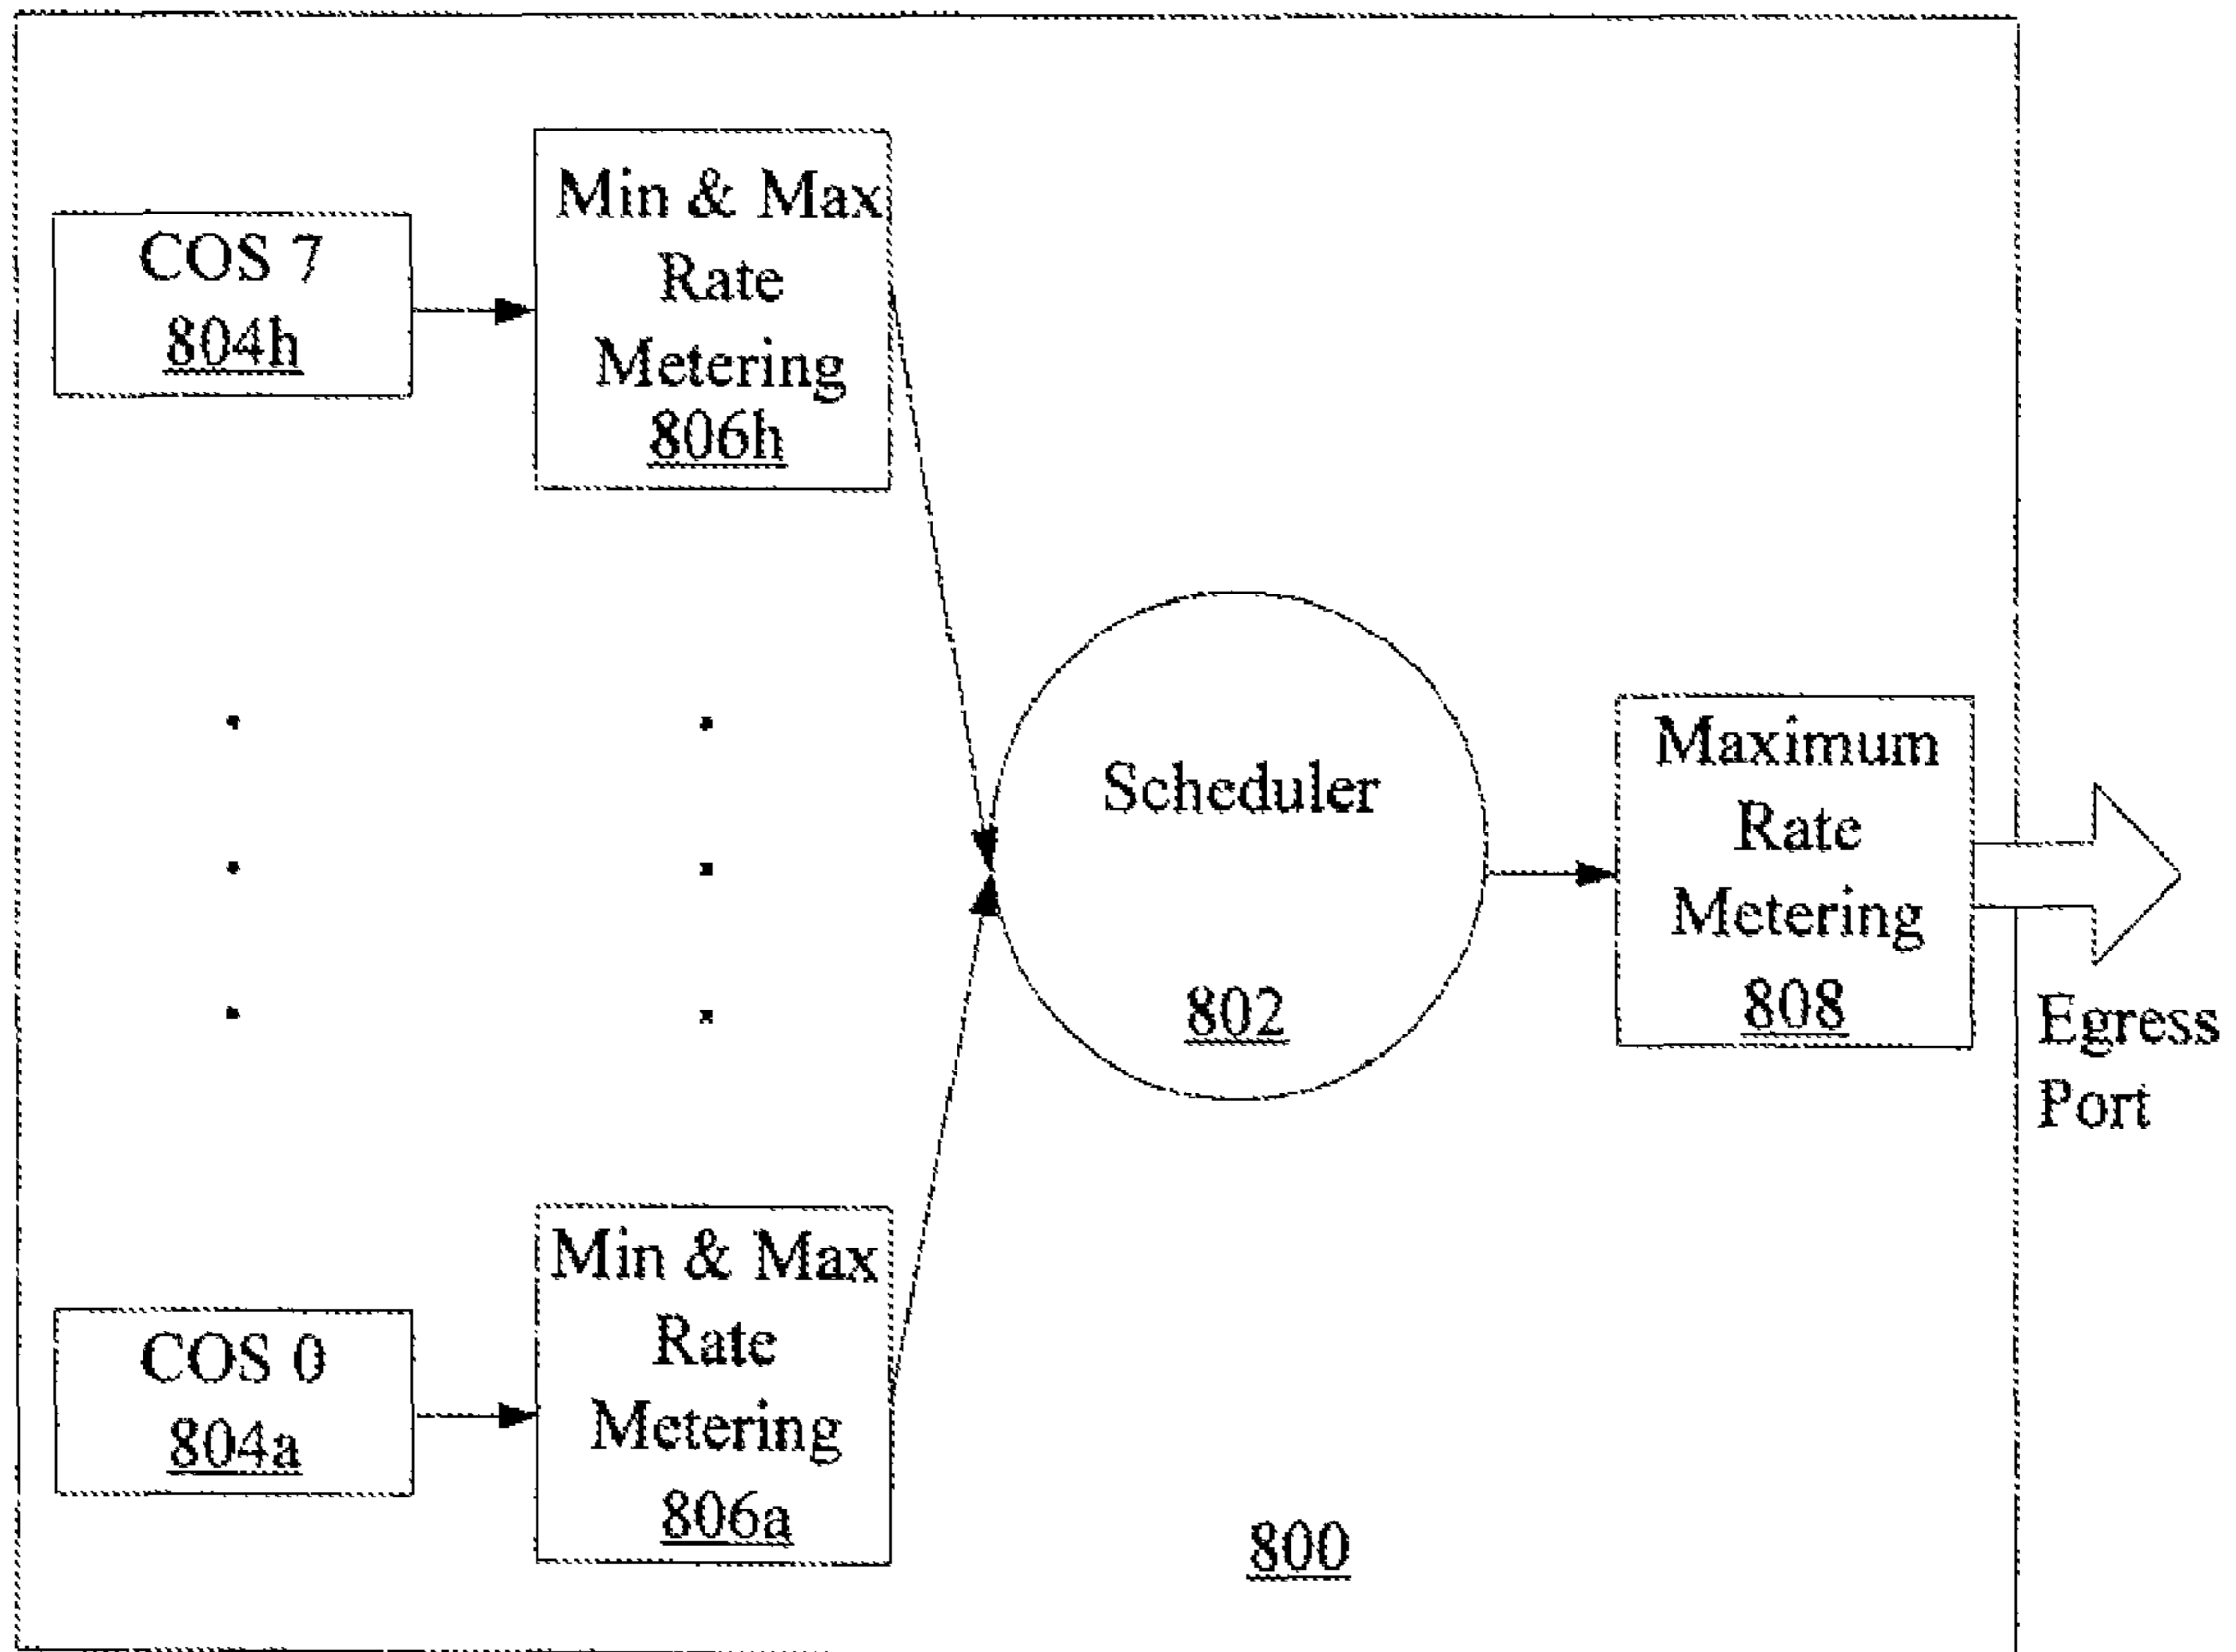 COS 7
804h
Min & Max
Rate
Metering
806h
Scheduler
802
Maximum
Rate
Metering
808
Egress
Port
COS 0
804a
Min & Max
Rate
Metering
806a
800